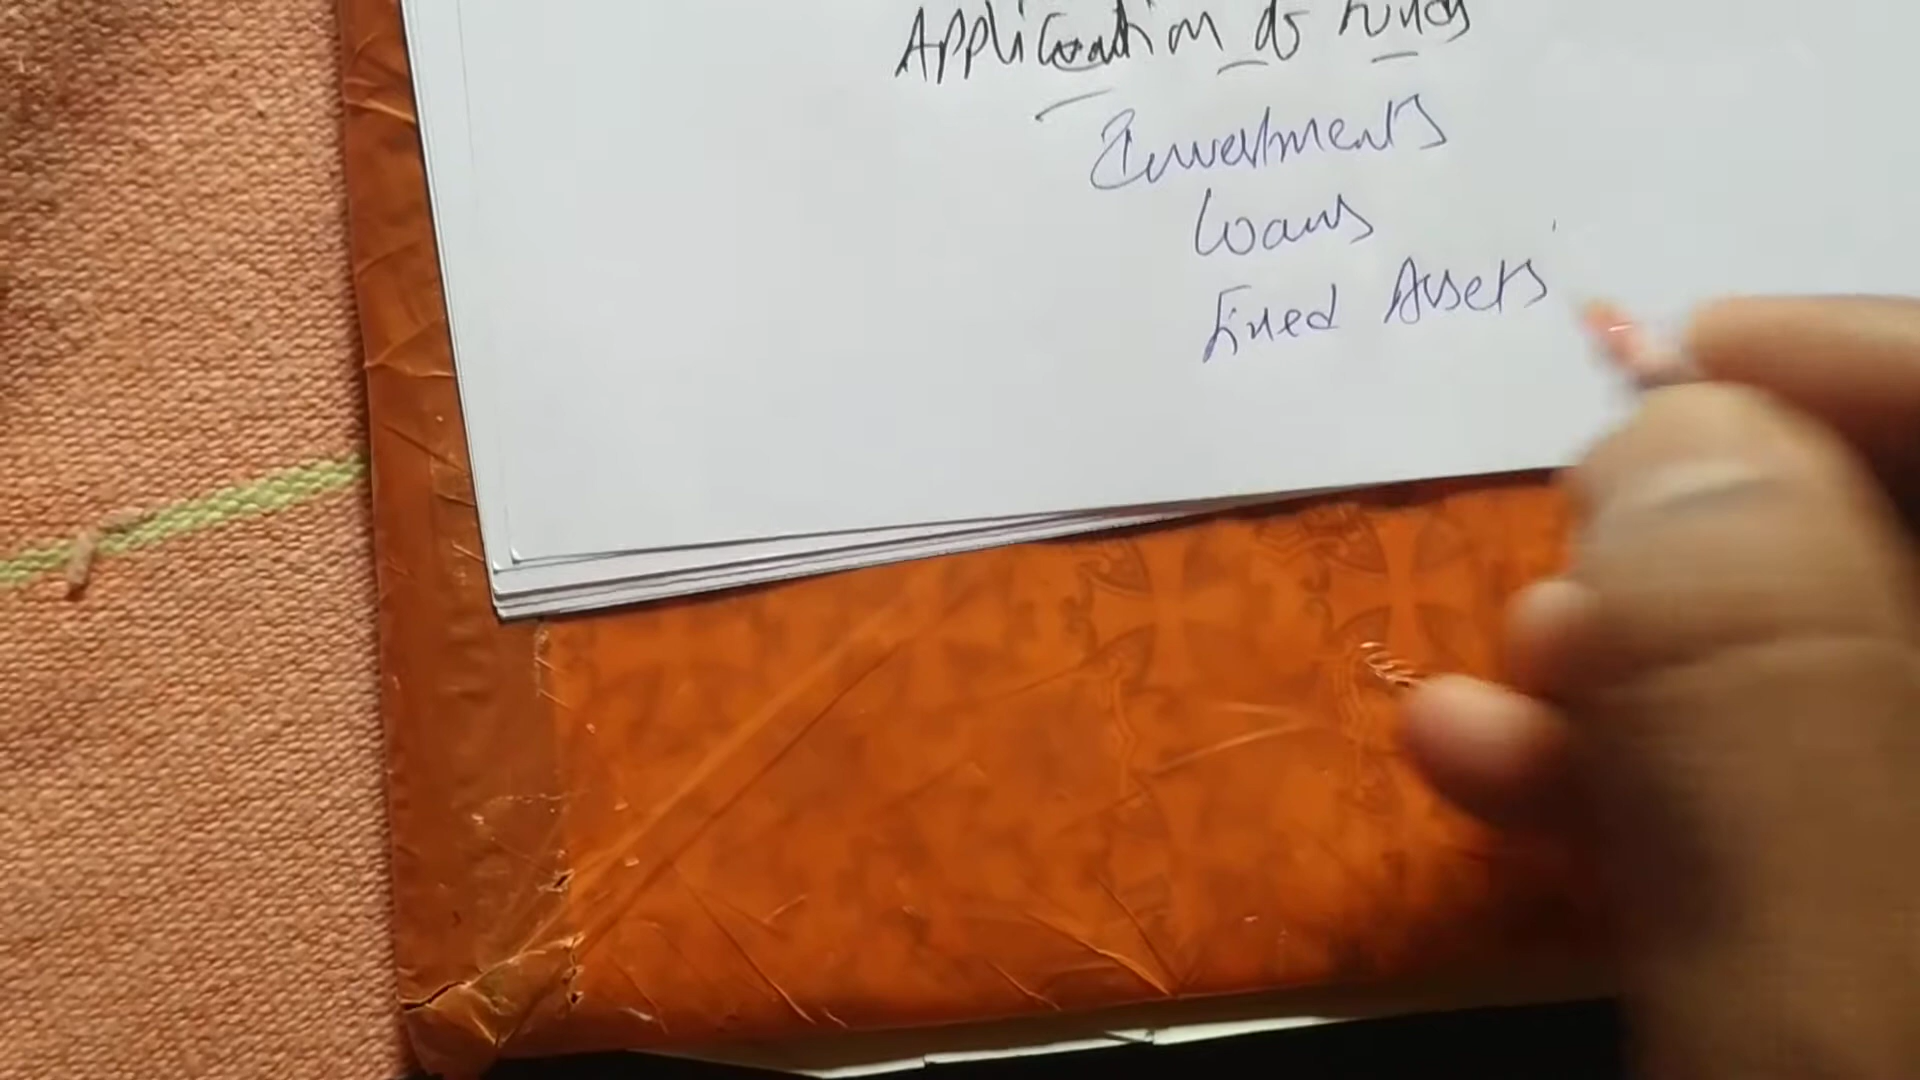 Application of Funds
Investments
Loans
Fixed Assets